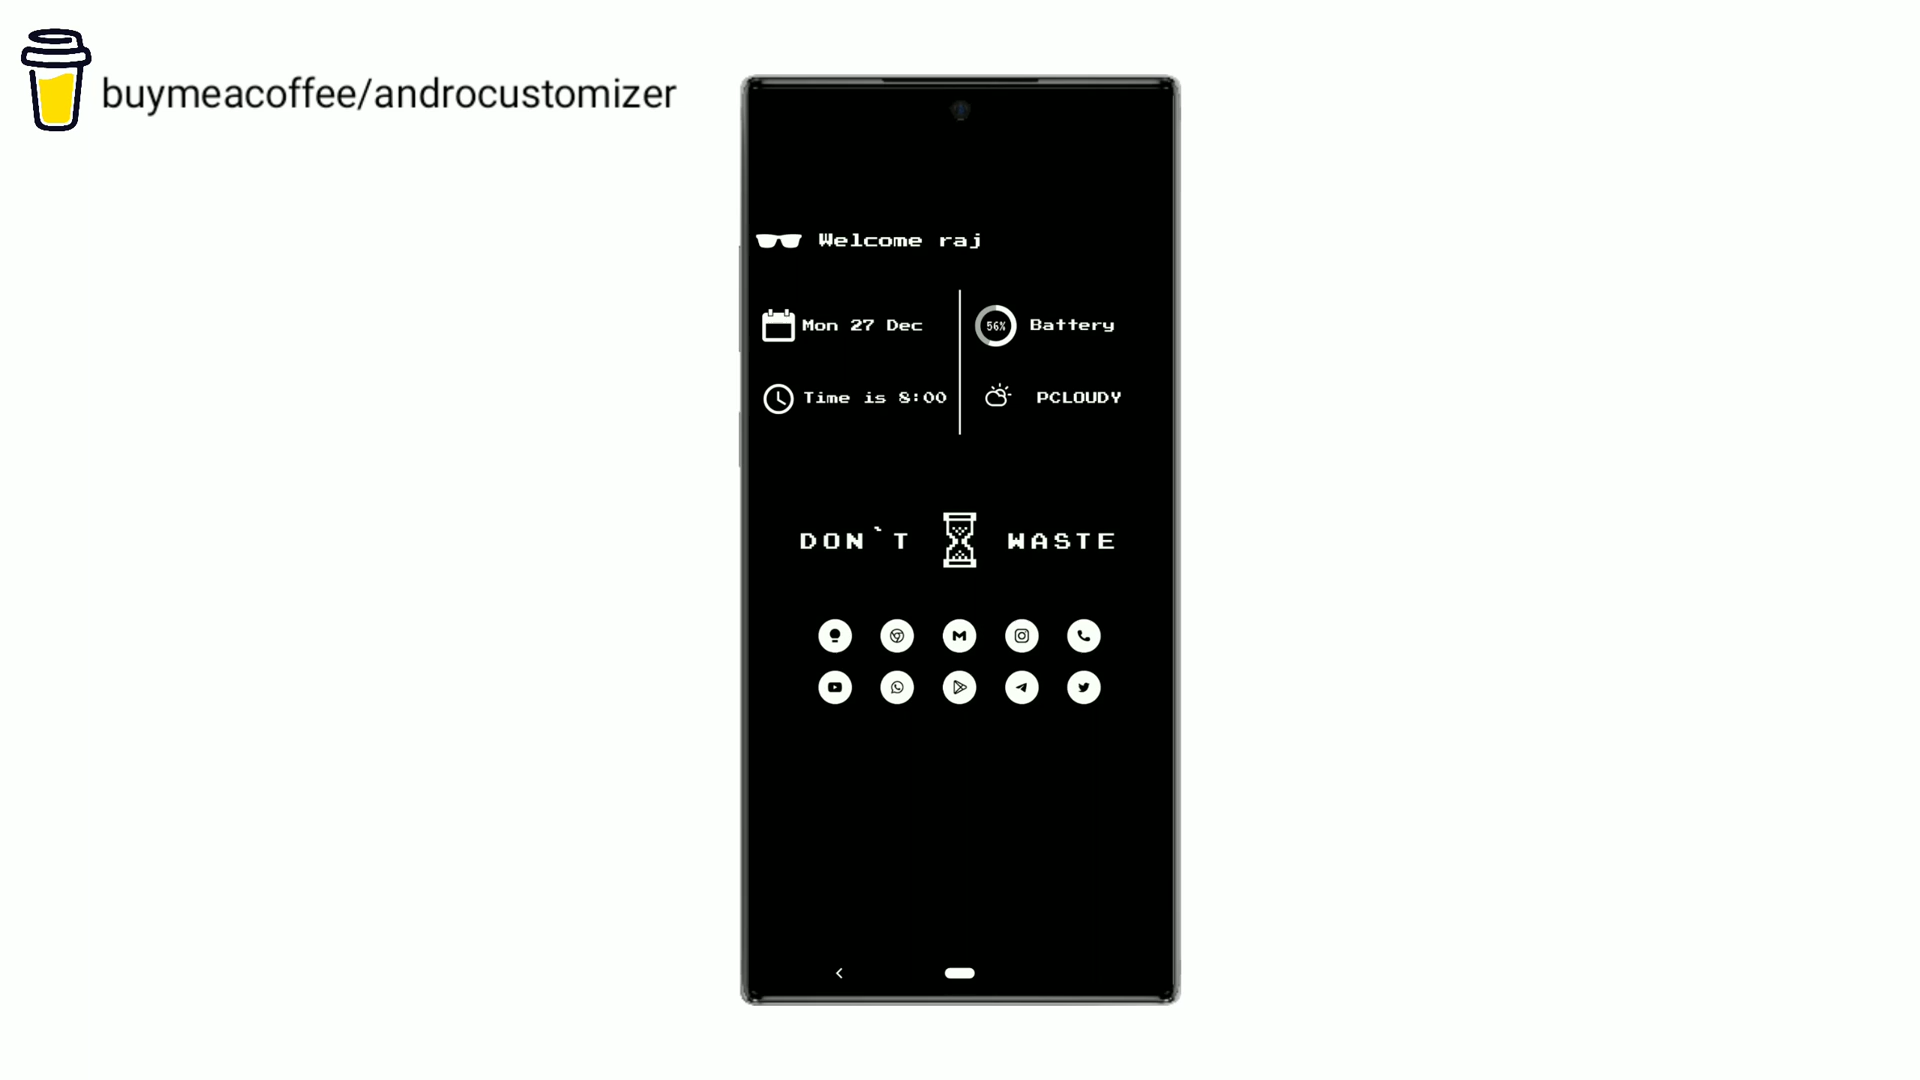 buymeacoffee/androcustomizer
Welcome raj
Mon 27 Dec
56% Battery
Time is 8:00
PCLOUDY
DON`T WASTE